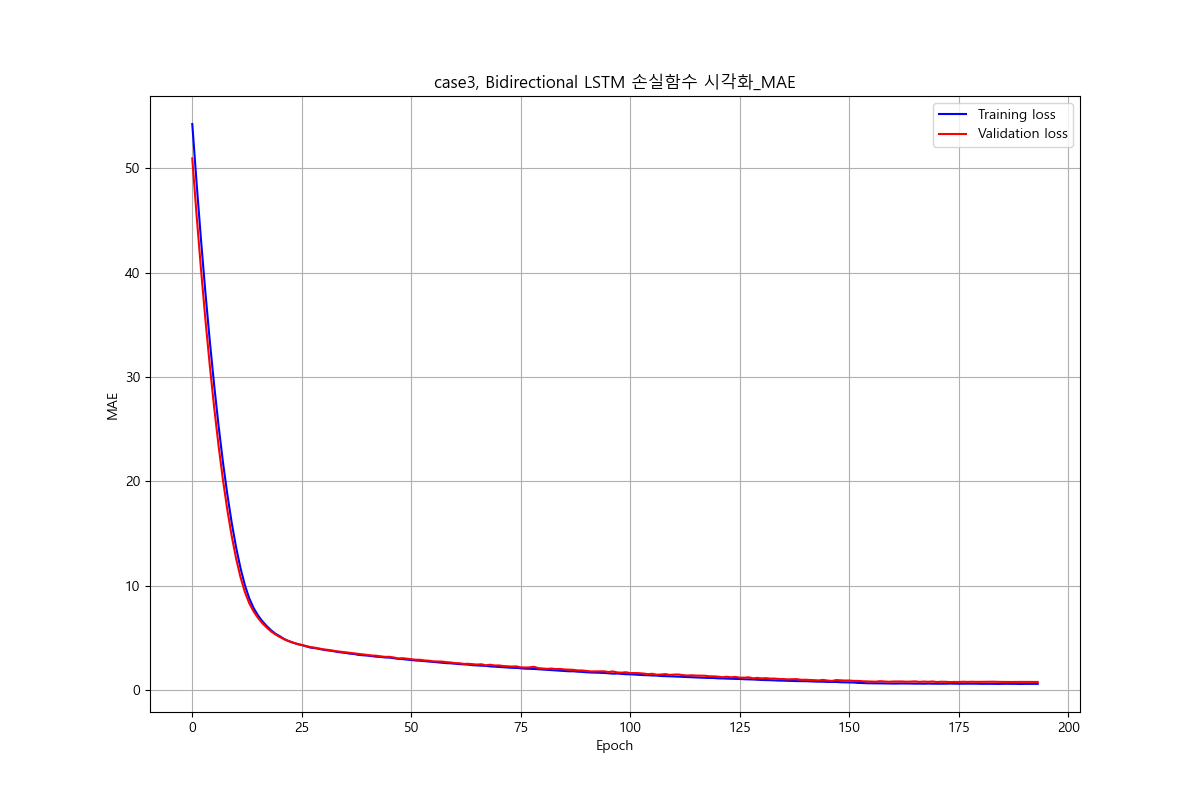 case3, Bidirectional LSTM 손실함수 시각화_MAE
Training loss
Validation loss
50
40
30
20
10
0
MAE
0 25 50 75 100 125 150 175 200
Epoch